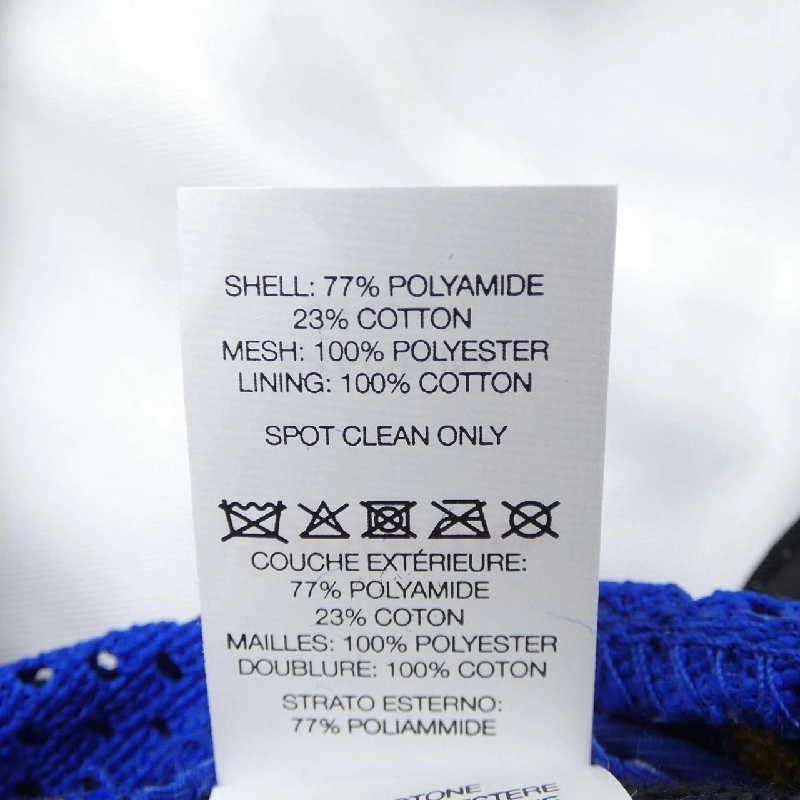 SHELL: 77% POLYAMIDE
23% COTTON
MESH: 100% POLYESTER
LINING: 100% COTTON
SPOT CLEAN ONLY
COUCHE EXTÉRIEURE:
77% POLYAMIDE
23% COTON
MAILLES: 100% POLYESTER
DOUBLURE: 100% COTON
STRATO ESTERNO:
77% POLIAMMIDE